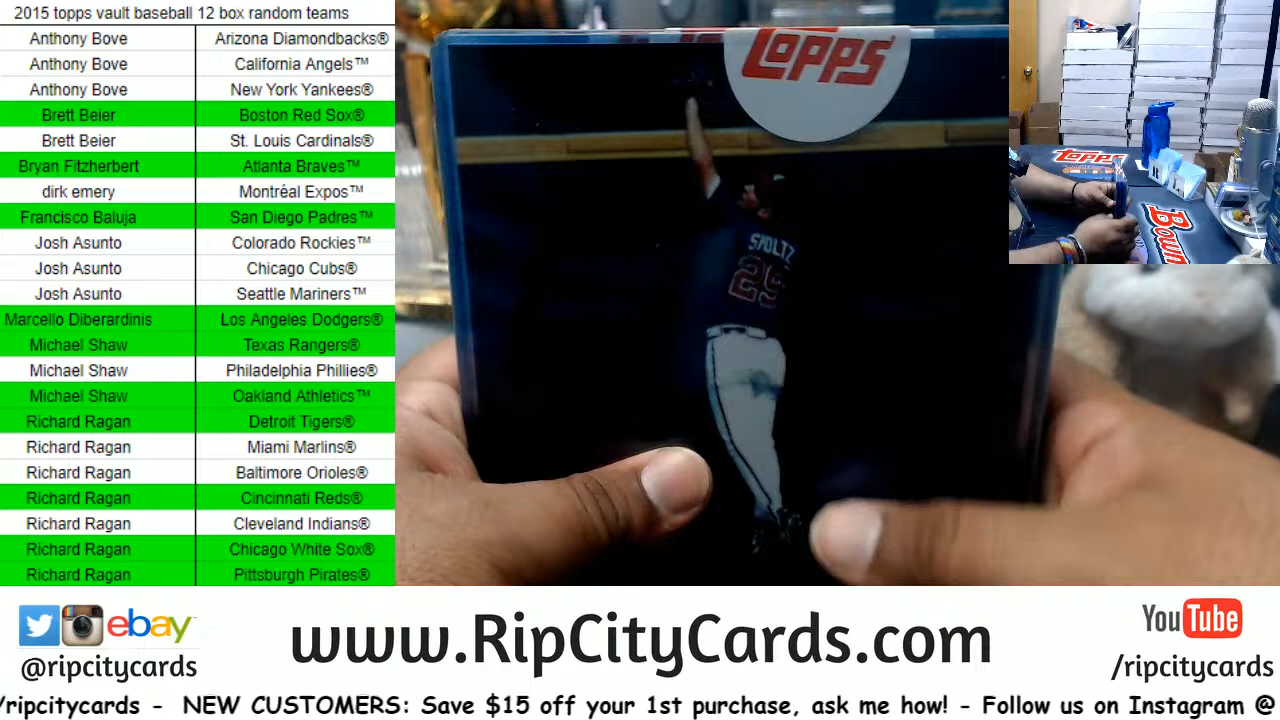 2015 topps vault baseball 12 box random teams
Anthony Bove Arizona Diamondbacks®
Anthony Bove California Angels™
Anthony Bove New York Yankees®
Brett Beier Boston Red Sox®
Brett Beier St. Louis Cardinals®
Bryan Fitzherbert Atlanta Braves™
dirk emery Montréal Expos™
Francisco Baluja San Diego Padres™
Josh Asunto Colorado Rockies™
Josh Asunto Chicago Cubs®
Josh Asunto Seattle Mariners™
Marcello Diberardinis Los Angeles Dodgers®
Michael Shaw Texas Rangers®
Michael Shaw Philadelphia Phillies®
Michael Shaw Oakland Athletics™
Richard Ragan Detroit Tigers®
Richard Ragan Miami Marlins®
Richard Ragan Baltimore Orioles®
Richard Ragan Cincinnati Reds®
Richard Ragan Cleveland Indians®
Richard Ragan Chicago White Sox®
Richard Ragan Pittsburgh Pirates®
TOPPS
SMOLTZ
29
TOPPS
Bowm
ebay
@ripcitycards
www.RipCityCards.com
YouTube
/ripcitycards
/ripcitycards - NEW CUSTOMERS: Save $15 off your 1st purchase, ask me how! - Follow us on Instagram @